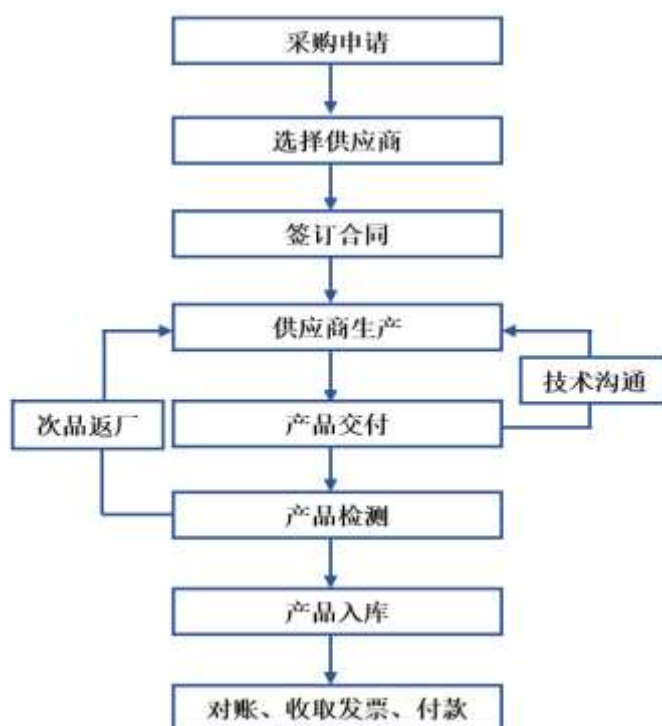 采购申请
选择供应商
签订合同
供应商生产
技术沟通
次品返厂
产品交付
产品检测
产品入库
对账、收取发票、付款